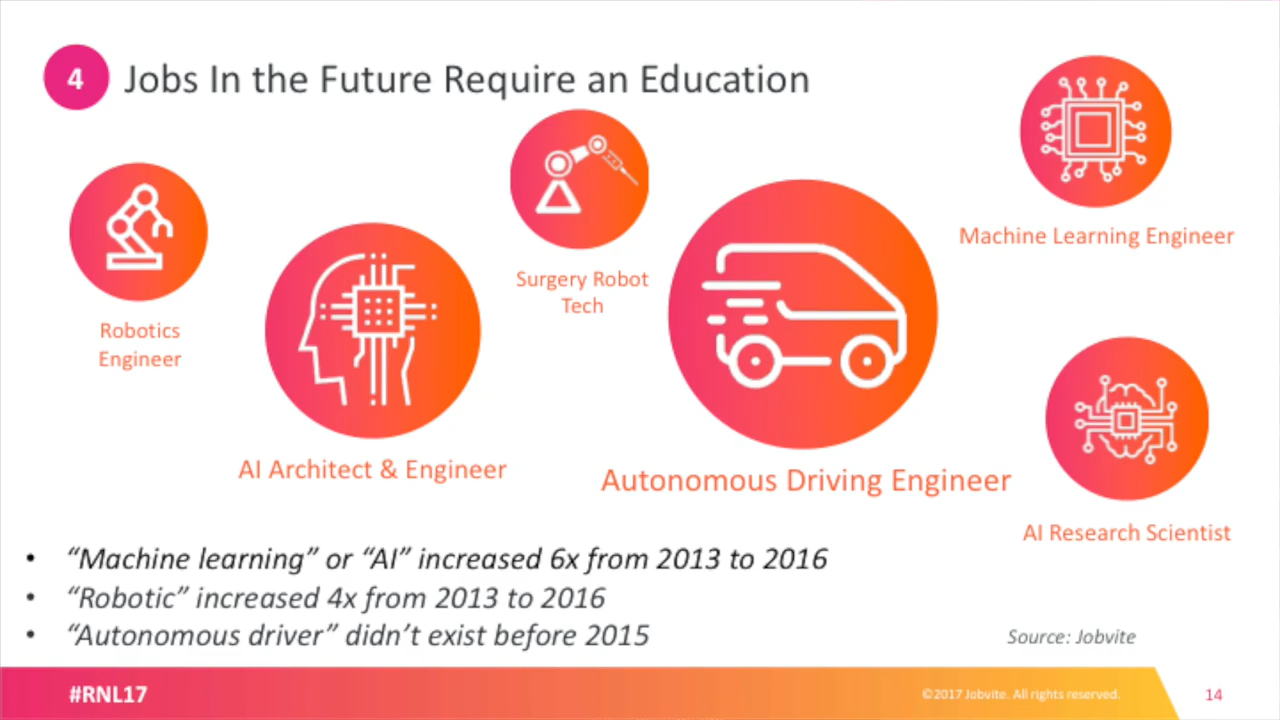 4
Jobs In the Future Require an Education
Robotics
Engineer
AI Architect & Engineer
Surgery Robot
Tech
Autonomous Driving Engineer
Machine Learning Engineer
AI Research Scientist
• “Machine learning” or “AI” increased 6x from 2013 to 2016
• “Robotic” increased 4x from 2013 to 2016
• “Autonomous driver” didn’t exist before 2015
Source: Jobvite
#RNL17
©2017 Jobvite. All rights reserved.
14